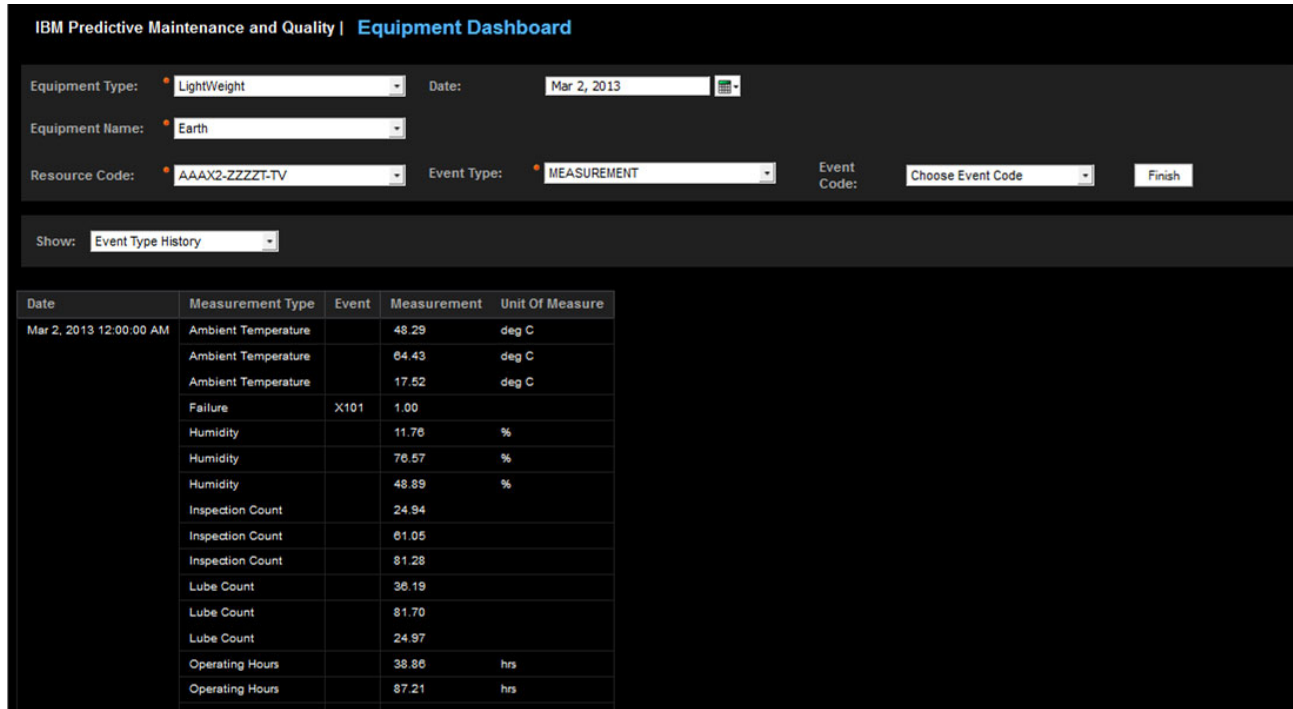 IBM Predictive Maintenance and Quality | Equipment Dashboard
Equipment Type: LightWeight Date: Mar 2, 2013
Equipment Name: Earth
Resource Code: AAAX2-ZZZZT-TV Event Type: MEASUREMENT Event Code: Choose Event Code Finish
Show: Event Type History
Date Measurement Type Event Measurement Unit Of Measure
Mar 2, 2013 12:00:00 AM Ambient Temperature 48.29 deg C
Ambient Temperature 64.43 deg C
Ambient Temperature 17.52 deg C
Failure X101 1.00
Humidity 11.76 %
Humidity 76.57 %
Humidity 48.89 %
Inspection Count 24.94
Inspection Count 61.05
Inspection Count 81.28
Lube Count 36.19
Lube Count 81.70
Lube Count 24.97
Operating Hours 38.86 hrs
Operating Hours 87.21 hrs